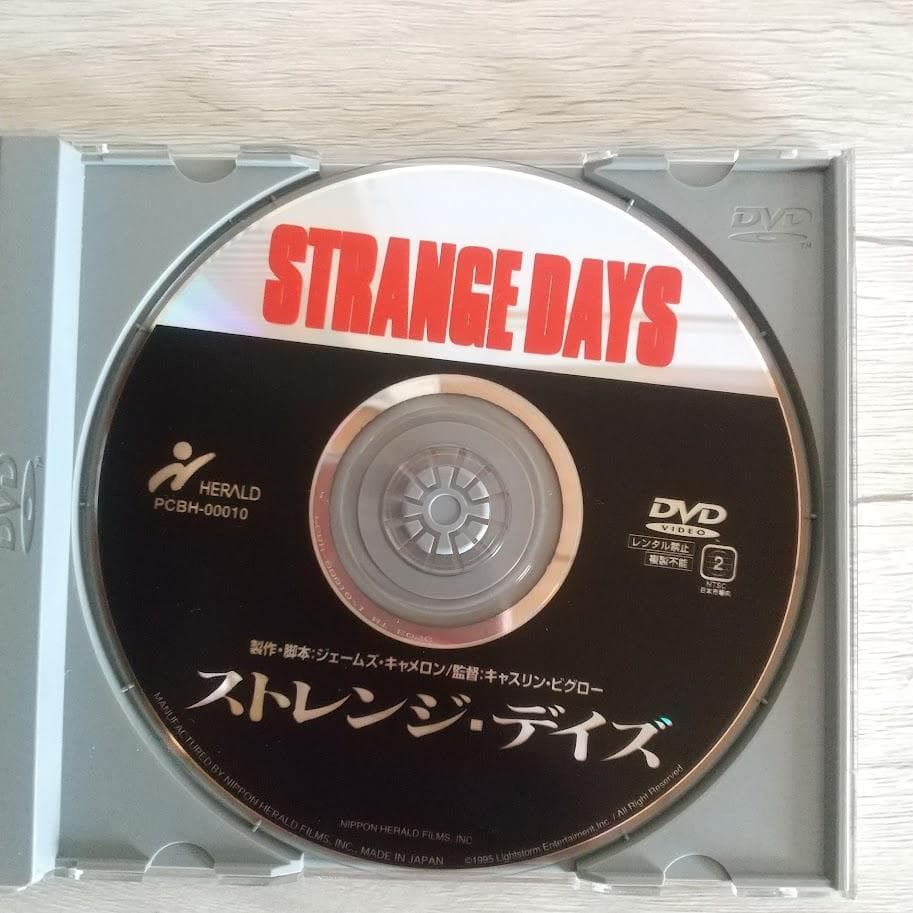 STRANGE DAYS
DVD
TM
DVD
HERALD
PCBH-00010
DVD
VIDEO
レンタル禁止
複製不能
2
NTSC
日本市場向
製作・脚本:ジェームズ・キャメロン/監督:キャスリン・ビグロー
ストレンジ・デイズ
MANUFACTURED BY NIPPON HERALD FILMS, INC., MADE IN JAPAN
NIPPON HERALD FILMS, INC.
©1995 Lightstorm Entertaiment,Inc. / All Right Reserved